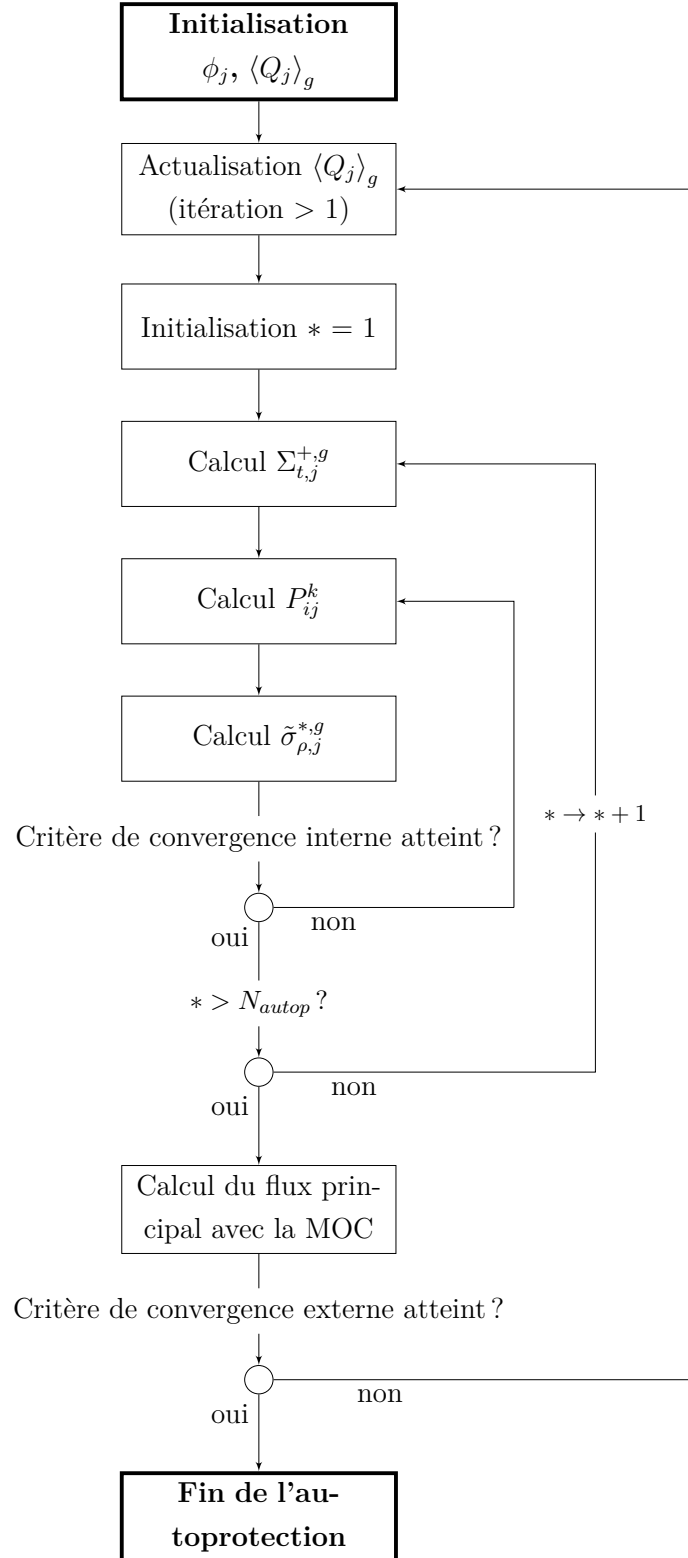 Initialisation
ϕ_j, ⟨Q_j⟩_g
Actualisation ⟨Q_j⟩_g
(itération > 1)
Initialisation ∗ = 1
Calcul Σ_{t,j}^{+,g}
Calcul P_{ij}^k
Calcul σ̃_{ρ,j}^{∗,g}
∗ → ∗ + 1
Critère de convergence interne atteint ?
non
oui
∗ > N_{autop} ?
non
oui
Calcul du flux prin-
cipal avec la MOC
Critère de convergence externe atteint ?
non
oui
Fin de l'au-
toprotection